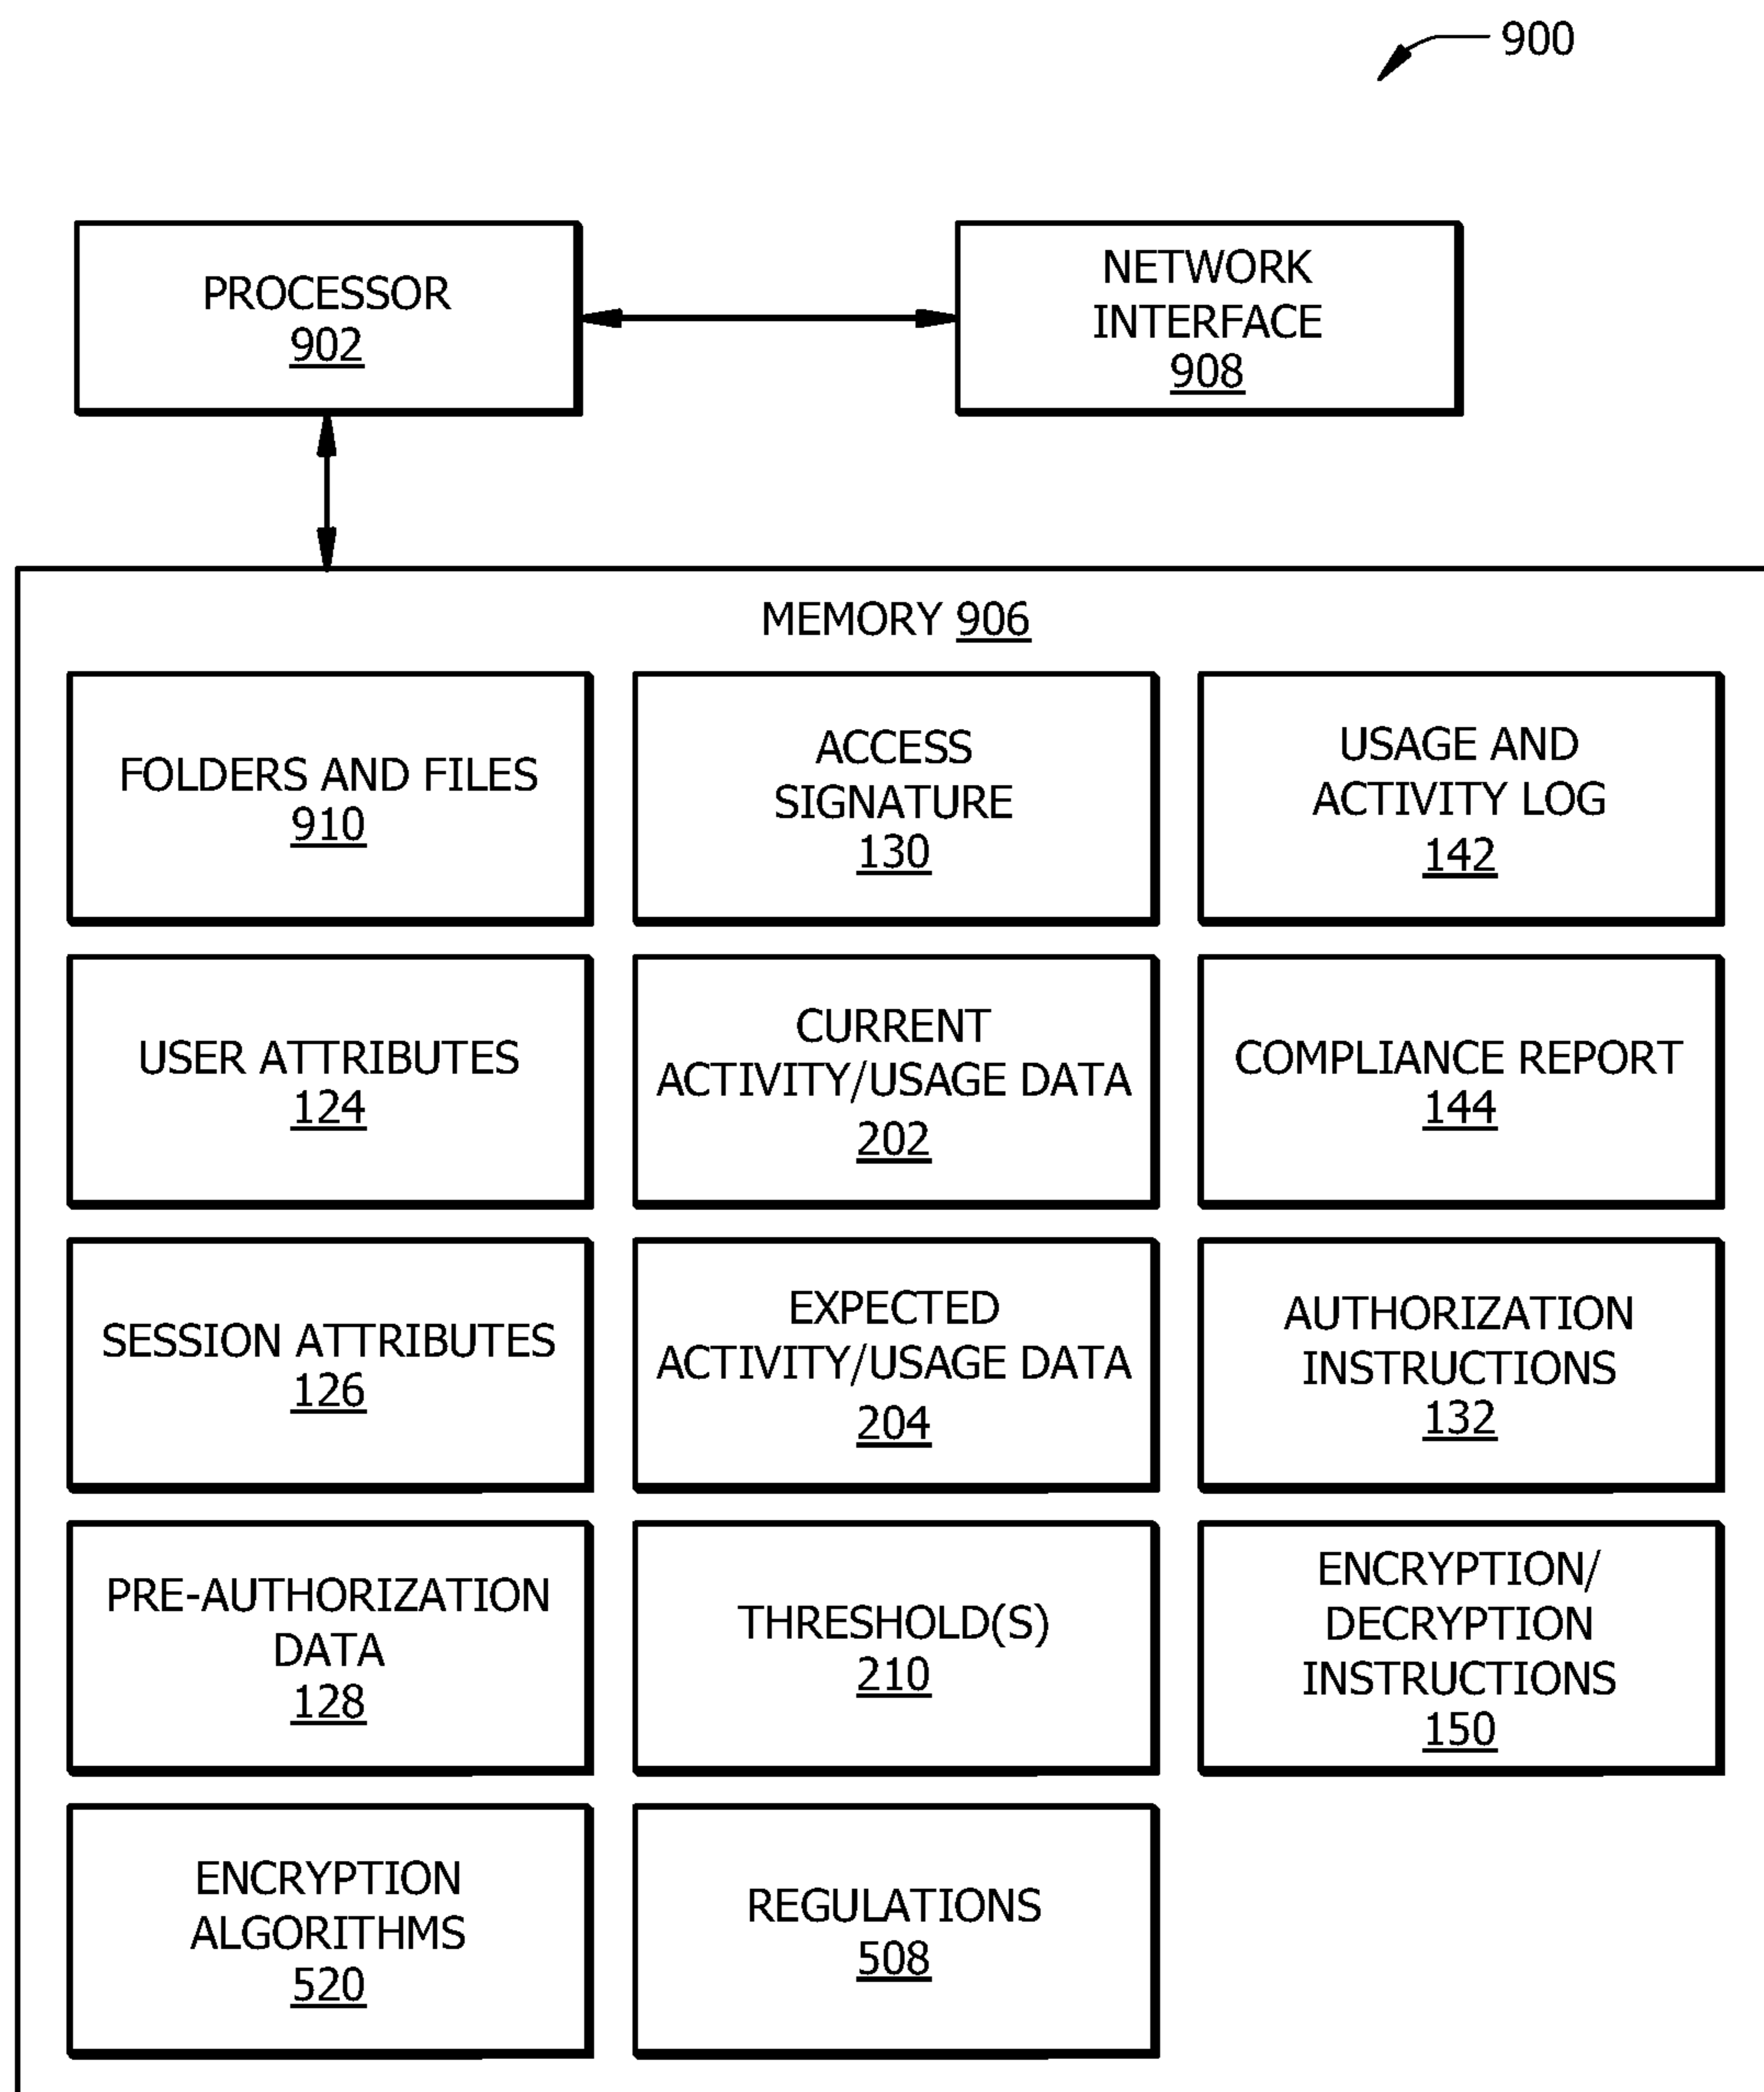 900
PROCESSOR
902
NETWORK
INTERFACE
908
MEMORY 906
FOLDERS AND FILES
910
ACCESS
SIGNATURE
130
USAGE AND
ACTIVITY LOG
142
USER ATTRIBUTES
124
CURRENT
ACTIVITY/USAGE DATA
202
COMPLIANCE REPORT
144
SESSION ATTRIBUTES
126
EXPECTED
ACTIVITY/USAGE DATA
204
AUTHORIZATION
INSTRUCTIONS
132
PRE-AUTHORIZATION
DATA
128
THRESHOLD(S)
210
ENCRYPTION/
DECRYPTION
INSTRUCTIONS
150
ENCRYPTION
ALGORITHMS
520
REGULATIONS
508